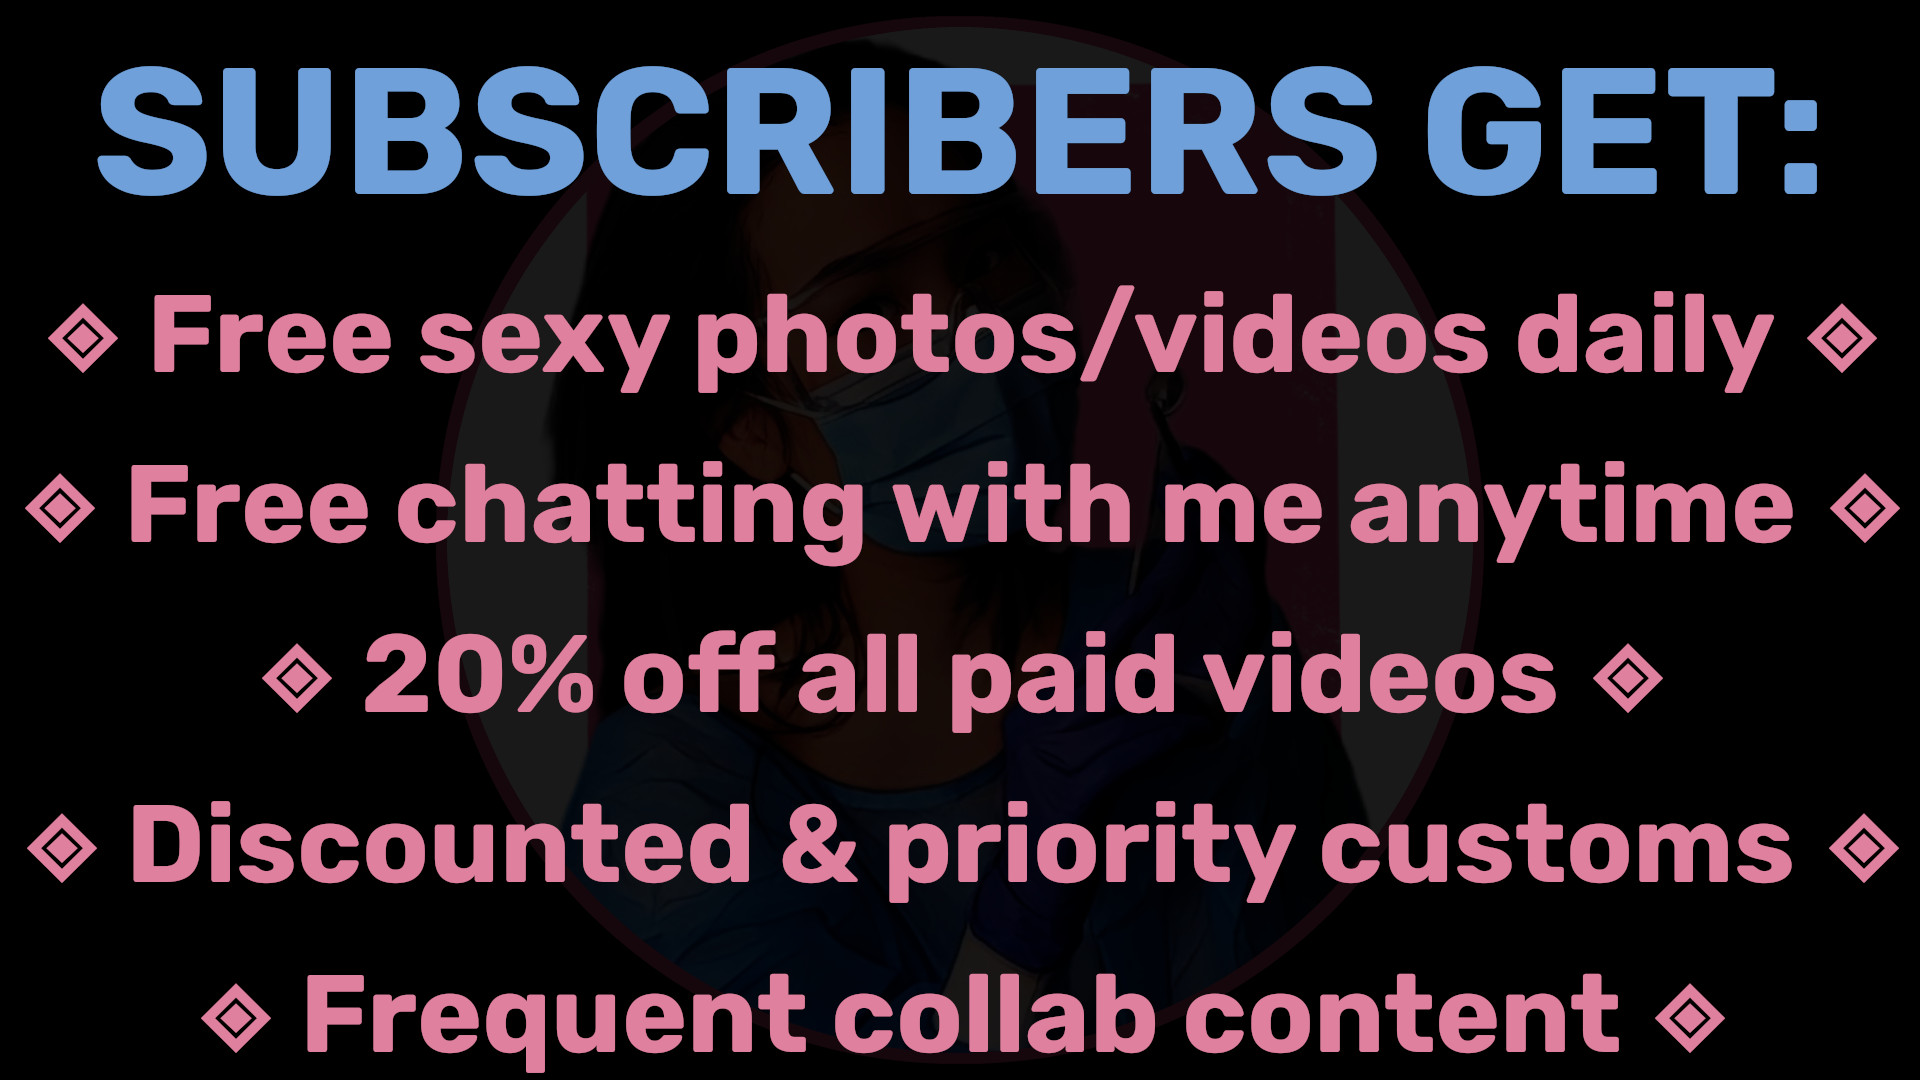 SUBSCRIBERS GET:
◈ Free sexy photos/videos daily ◈
◈ Free chatting with me anytime ◈
◈ 20% off all paid videos ◈
◈ Discounted & priority customs ◈
◈ Frequent collab content ◈